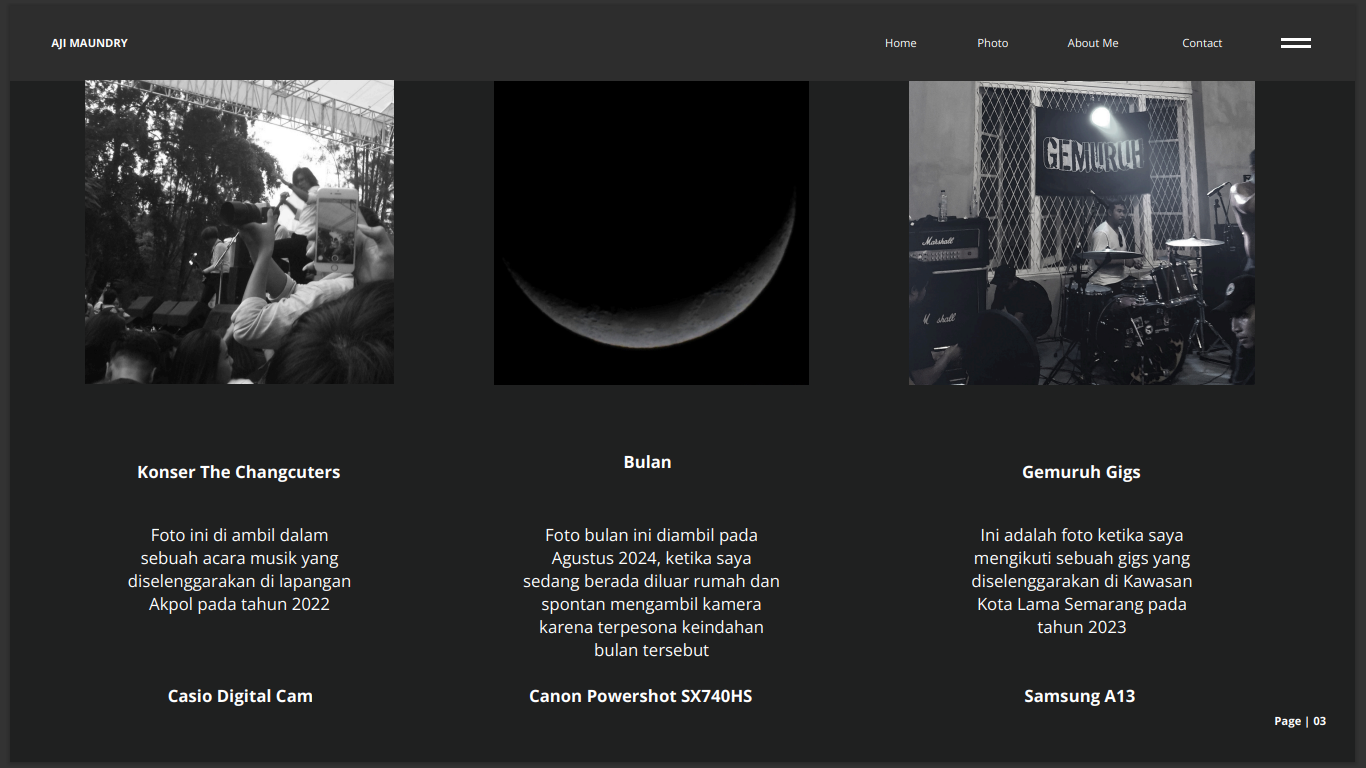 AJI MAUNDRY
Home
Photo
About Me
Contact
GEMURUH
Marshall
M shall
Konser The Changcuters
Foto ini di ambil dalam
sebuah acara musik yang
diselenggarakan di lapangan
Akpol pada tahun 2022
Casio Digital Cam
Bulan
Foto bulan ini diambil pada
Agustus 2024, ketika saya
sedang berada diluar rumah dan
spontan mengambil kamera
karena terpesona keindahan
bulan tersebut
Canon Powershot SX740HS
Gemuruh Gigs
Ini adalah foto ketika saya
mengikuti sebuah gigs yang
diselenggarakan di Kawasan
Kota Lama Semarang pada
tahun 2023
Samsung A13
Page | 03